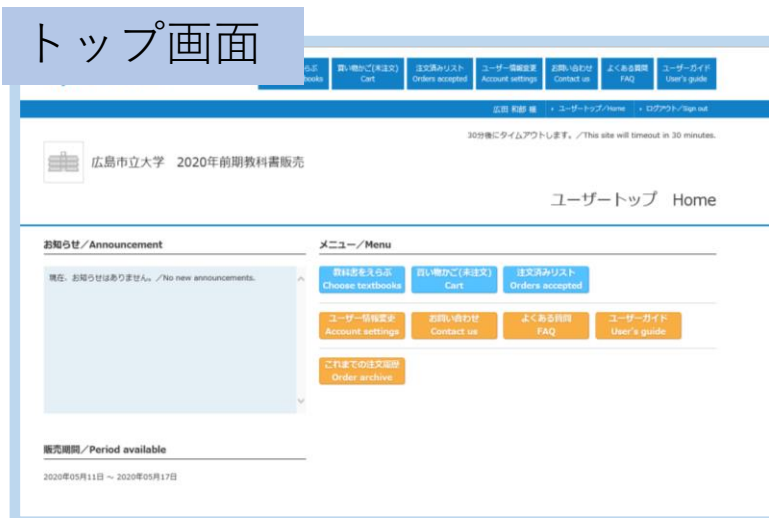 トップ画面
らぶ
books
買い物かご(未注文)
Cart
注文済みリスト
Orders accepted
ユーザー情報変更
Account settings
お問い合わせ
Contact us
よくある質問
FAQ
ユーザーガイド
User's guide
広田 和郎 様
ユーザートップ/Home
ログアウト/Sign out
30分後にタイムアウトします。/This site will timeout in 30 minutes.
広島市立大学 2020年前期教科書販売
ユーザートップ Home
お知らせ/Announcement
現在、お知らせはありません。/No new announcements.
メニュー/Menu
教科書をえらぶ
Choose textbooks
買い物かご(未注文)
Cart
注文済みリスト
Orders accepted
ユーザー情報変更
Account settings
お問い合わせ
Contact us
よくある質問
FAQ
ユーザーガイド
User's guide
これまでの注文履歴
Order archive
販売期間/Period available
2020年05月11日 ~ 2020年05月17日